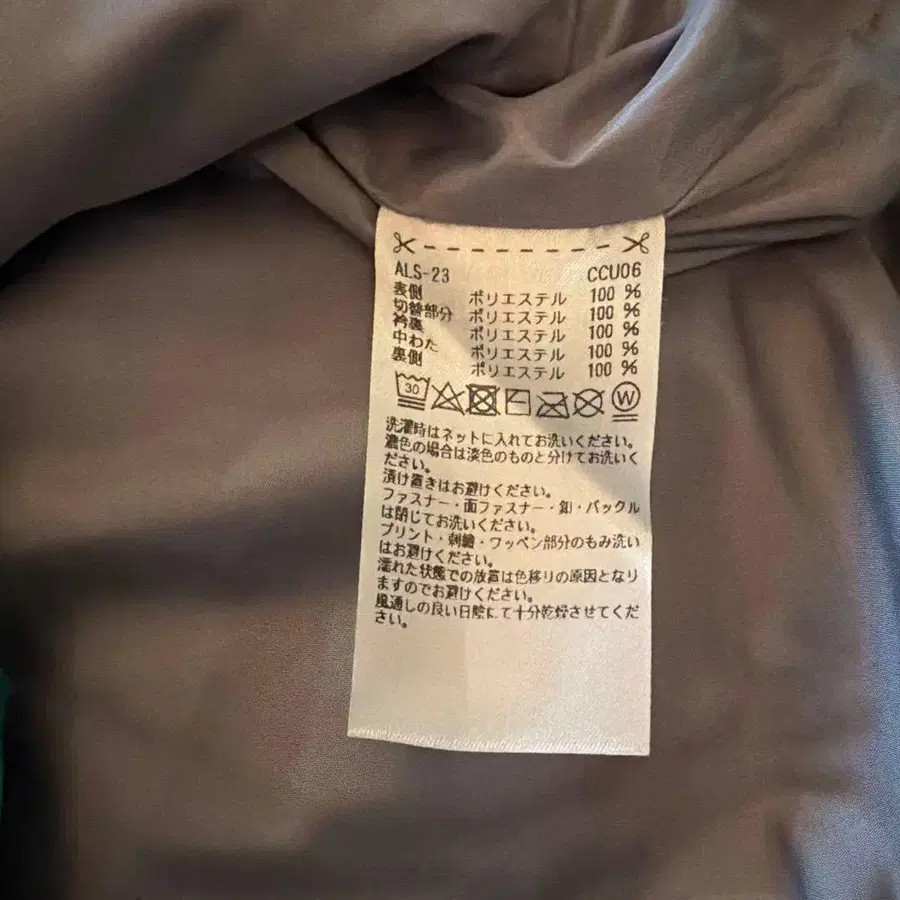 ALS-23 CCU06
表側 ポリエステル 100 %
切替部分 ポリエステル 100 %
衿裏 ポリエステル 100 %
中わた ポリエステル 100 %
裏側 ポリエステル 100 %
30 W
洗濯時はネットに入れてお洗いください。
濃色の場合は淡色のものと分けてお洗いく
ださい。
漬け置きはお避けください。
ファスナー・面ファスナー・釦・バックル
は閉じてお洗いください。
プリント・刺繍・ワッペン部分のもみ洗い
はお避けください。
濡れた状態での放置は色移りの原因となり
ますのでお避けください。
風通しの良い日陰にて十分乾燥させてくだ
さい。